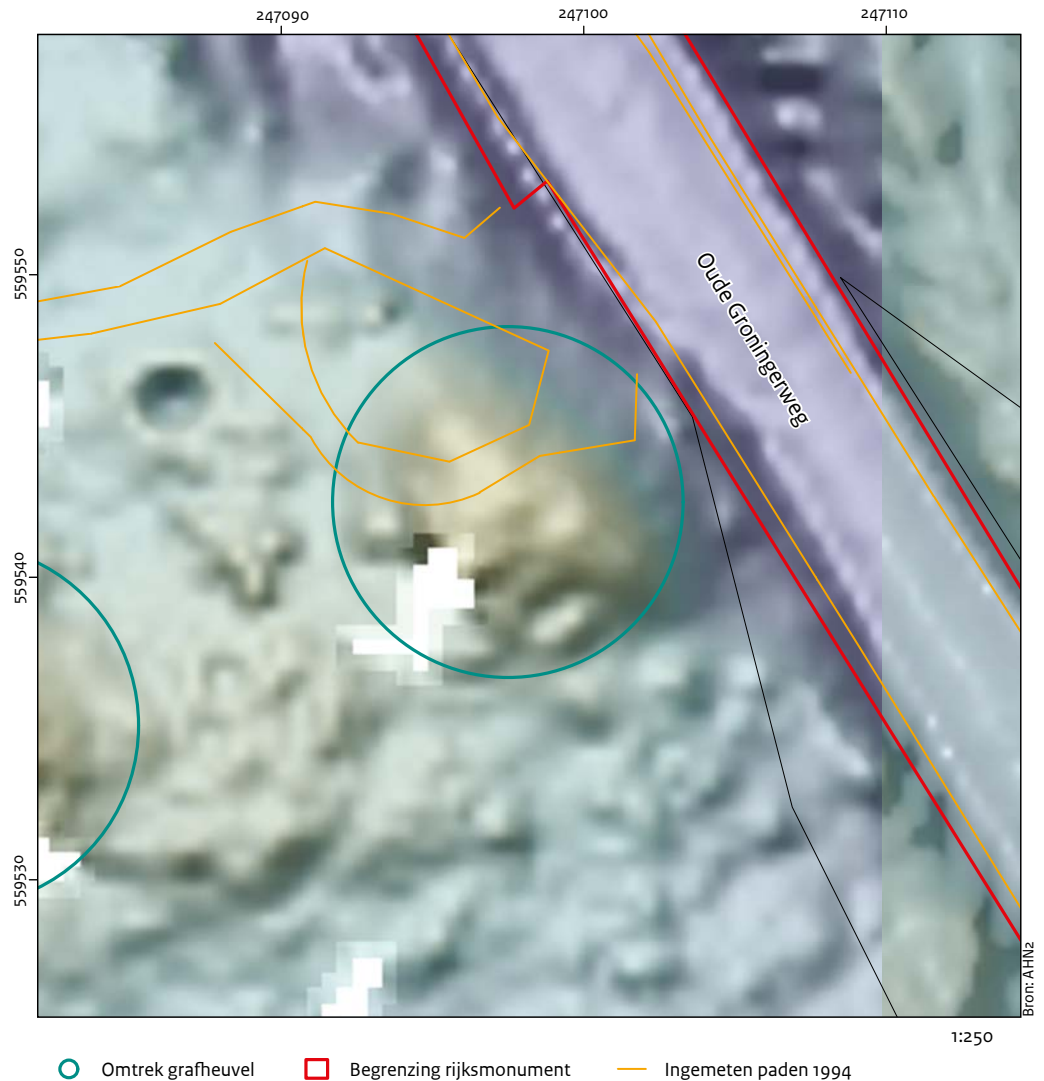 247090
247100
247110
559550
559540
559530
Oude Groningerweg
Bron: AHN2
1:250
Omtrek grafheuvel
Begrenzing rijksmonument
Ingemeten paden 1994